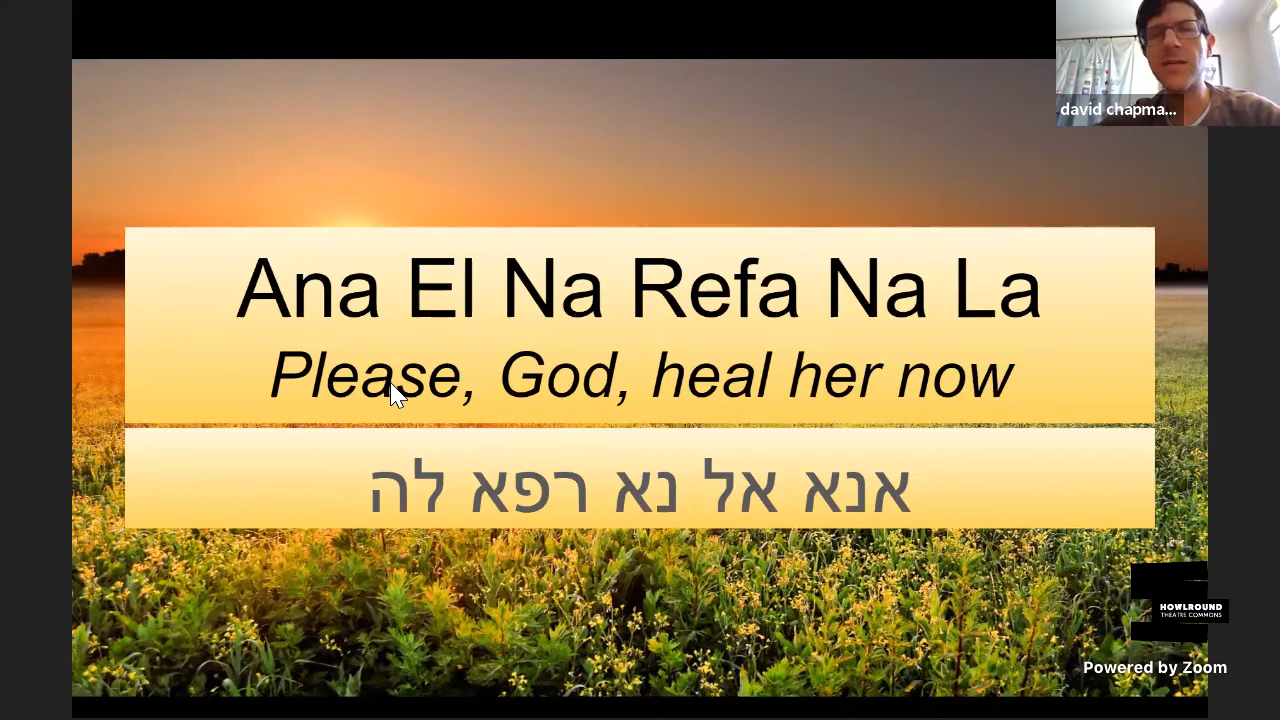 david chapma...
Ana El Na Refa Na La
Please, God, heal her now
אנא אל נא רפא לה
HOWLROUND
THEATRE COMMONS
Powered by Zoom